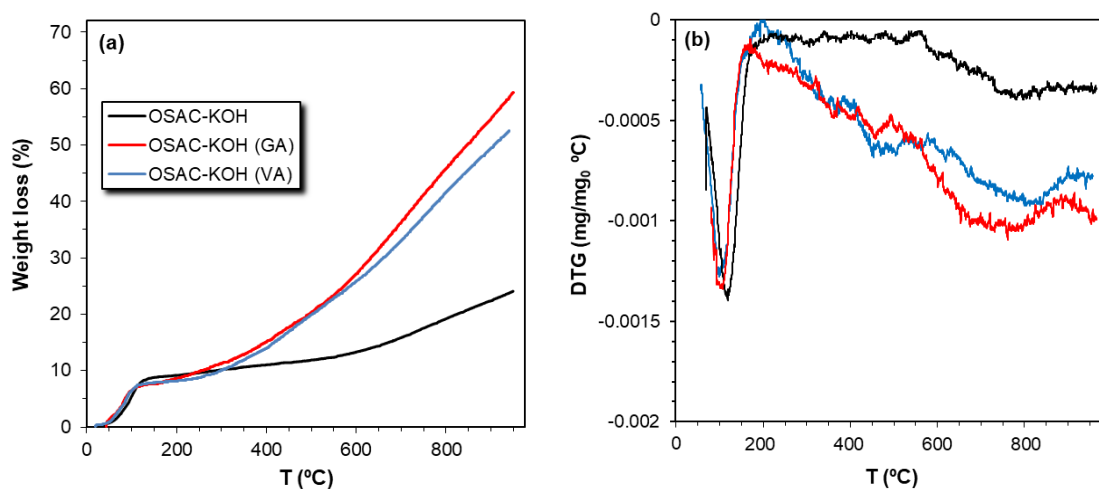 (a)
Weight loss (%)
70
60
50
40
30
20
10
0
OSAC-KOH
OSAC-KOH (GA)
OSAC-KOH (VA)
0 200 400 600 800
T (ºC)
(b)
DTG (mg/mg₀ ºC)
0
-0.0005
-0.001
-0.0015
-0.002
0 200 400 600 800
T (ºC)